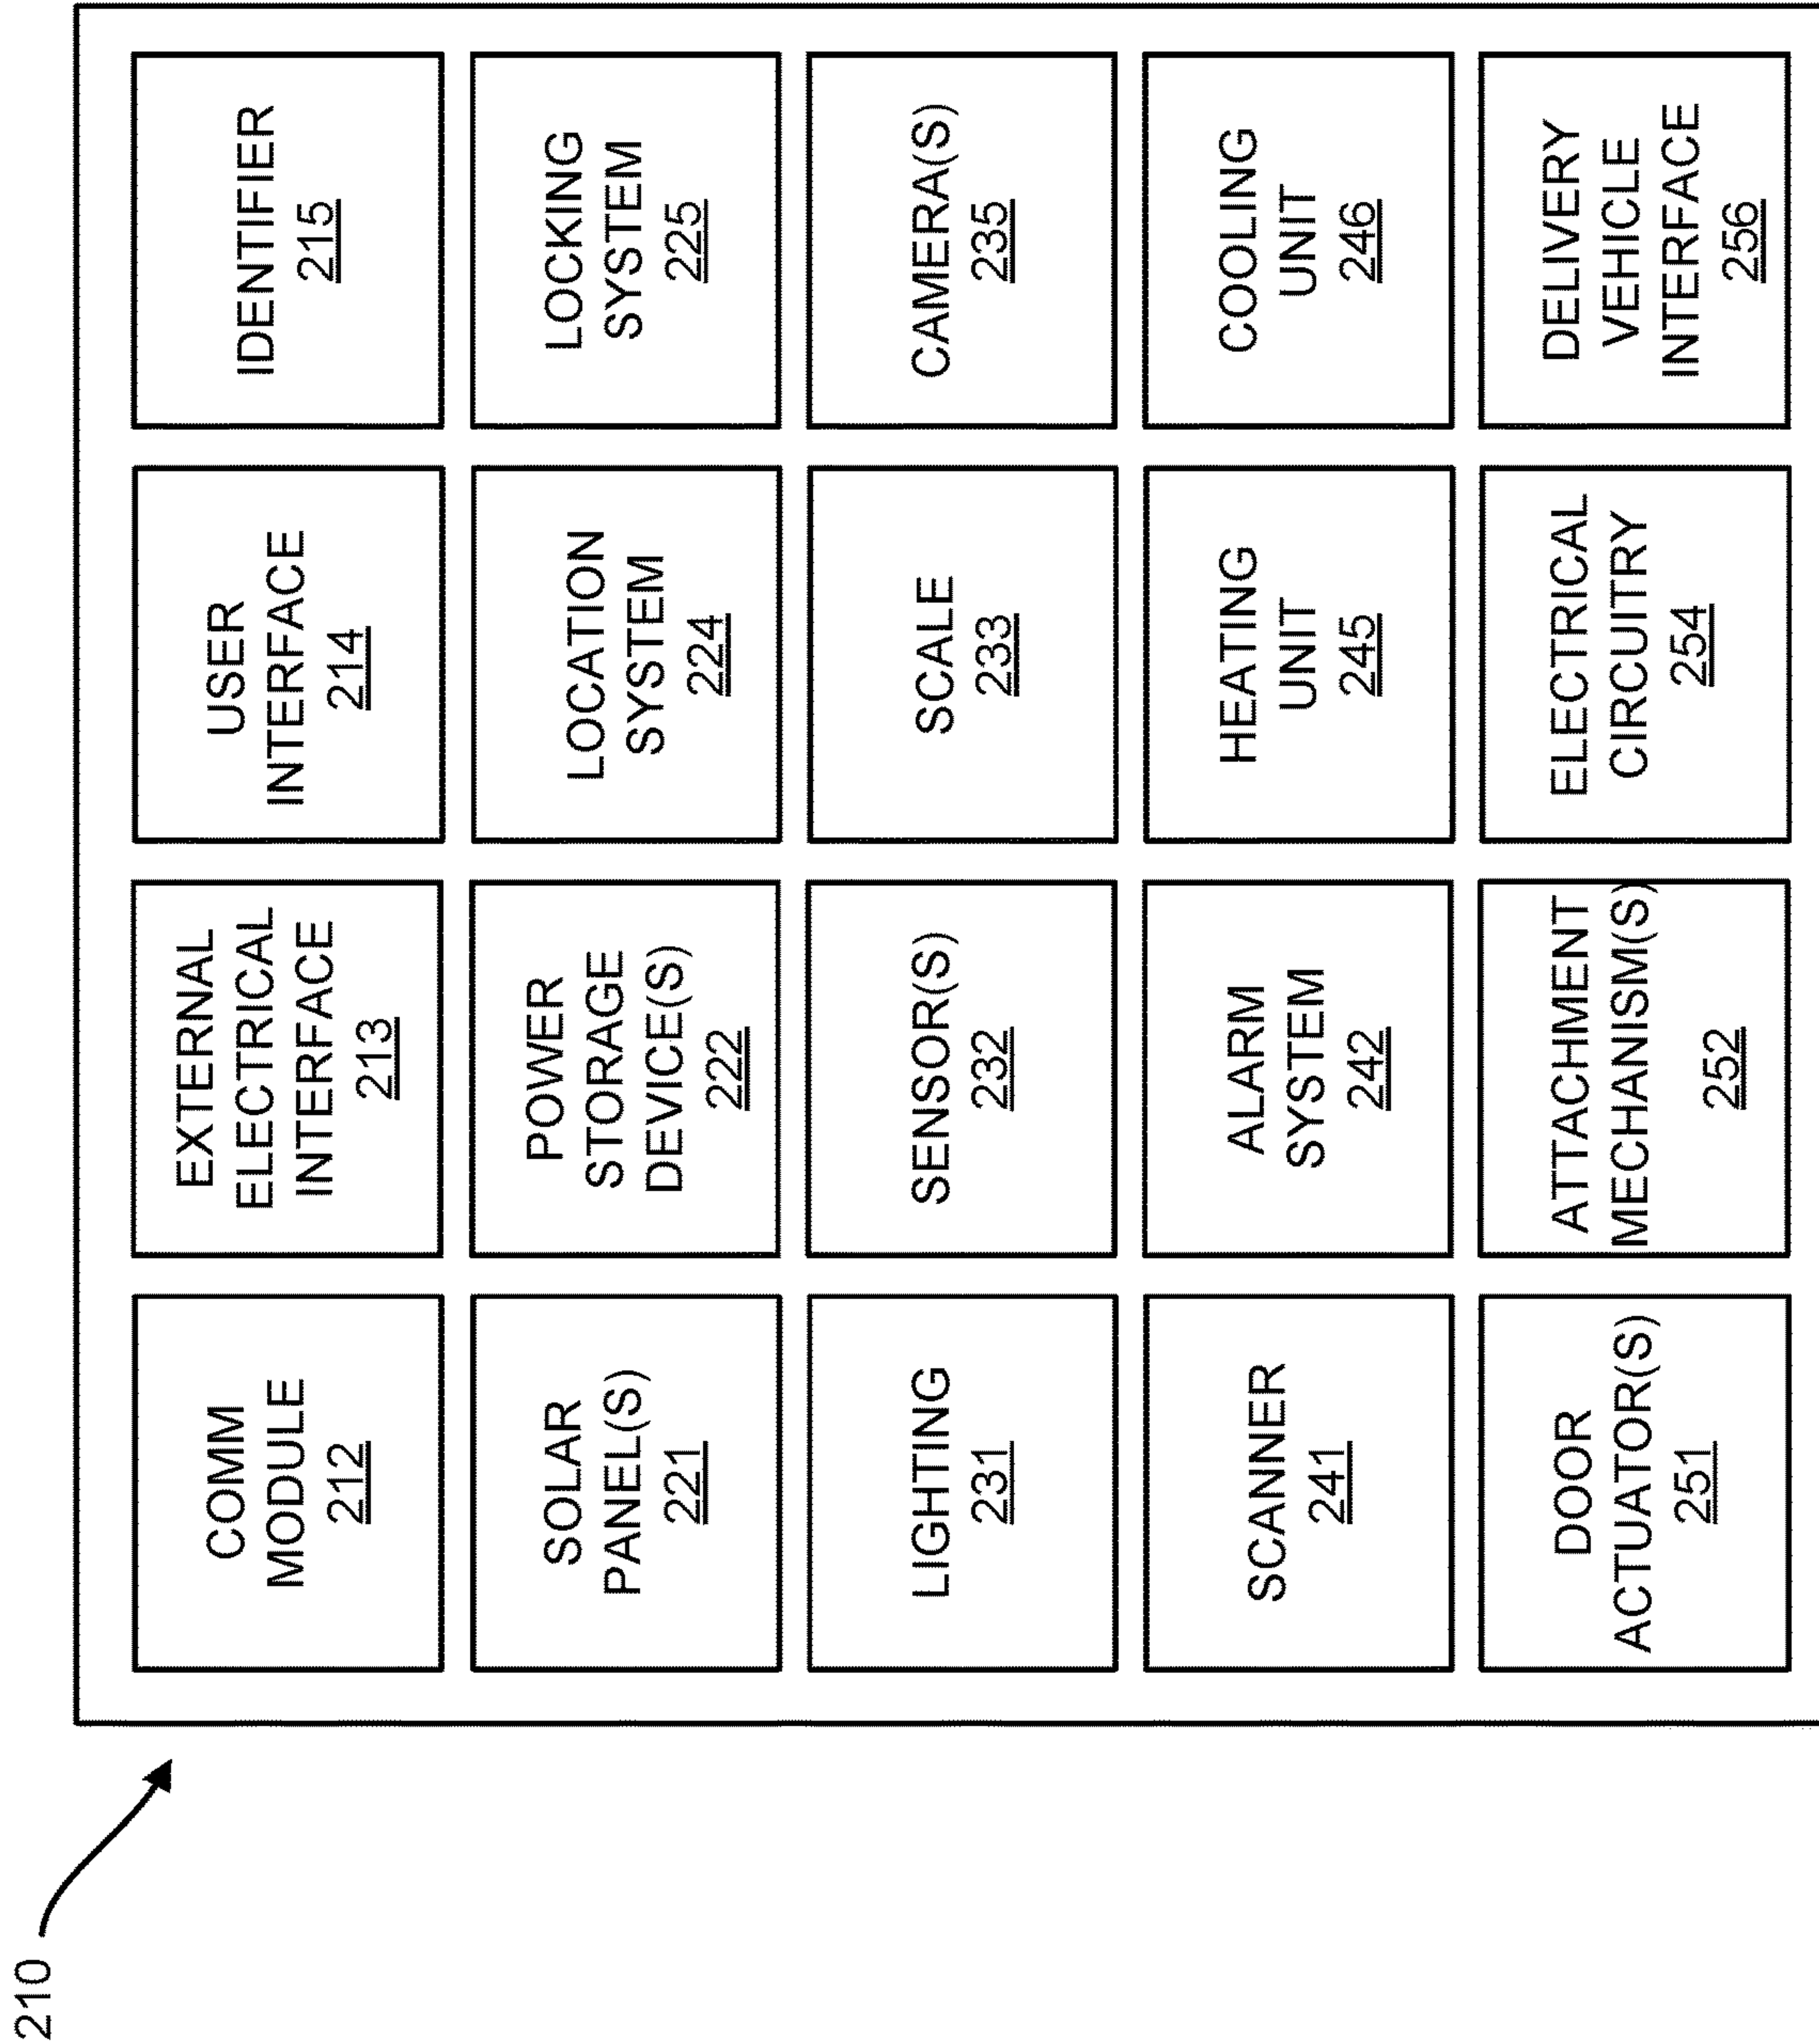 210
COMM
MODULE
212
EXTERNAL
ELECTRICAL
INTERFACE
213
USER
INTERFACE
214
IDENTIFIER
215
SOLAR
PANEL(S)
221
POWER
STORAGE
DEVICE(S)
222
LOCATION
SYSTEM
224
LOCKING
SYSTEM
225
LIGHTING
231
SENSOR(S)
232
SCALE
233
CAMERA(S)
235
SCANNER
241
ALARM
SYSTEM
242
HEATING
UNIT
245
COOLING
UNIT
246
DOOR
ACTUATOR(S)
251
ATTACHMENT
MECHANISM(S)
252
ELECTRICAL
CIRCUITRY
254
DELIVERY
VEHICLE
INTERFACE
256